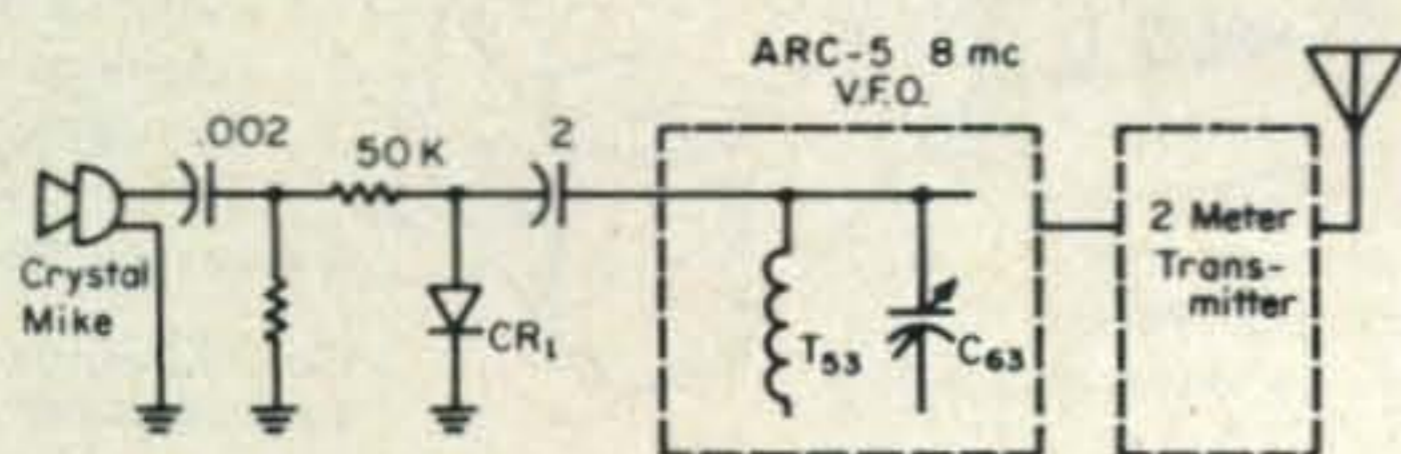 ARC-5 8 mc
V.F.O.
.002
50 K
2
2 Meter
Trans-
mitter
Crystal
Mike
CR₁
T₅₃
C₆₃